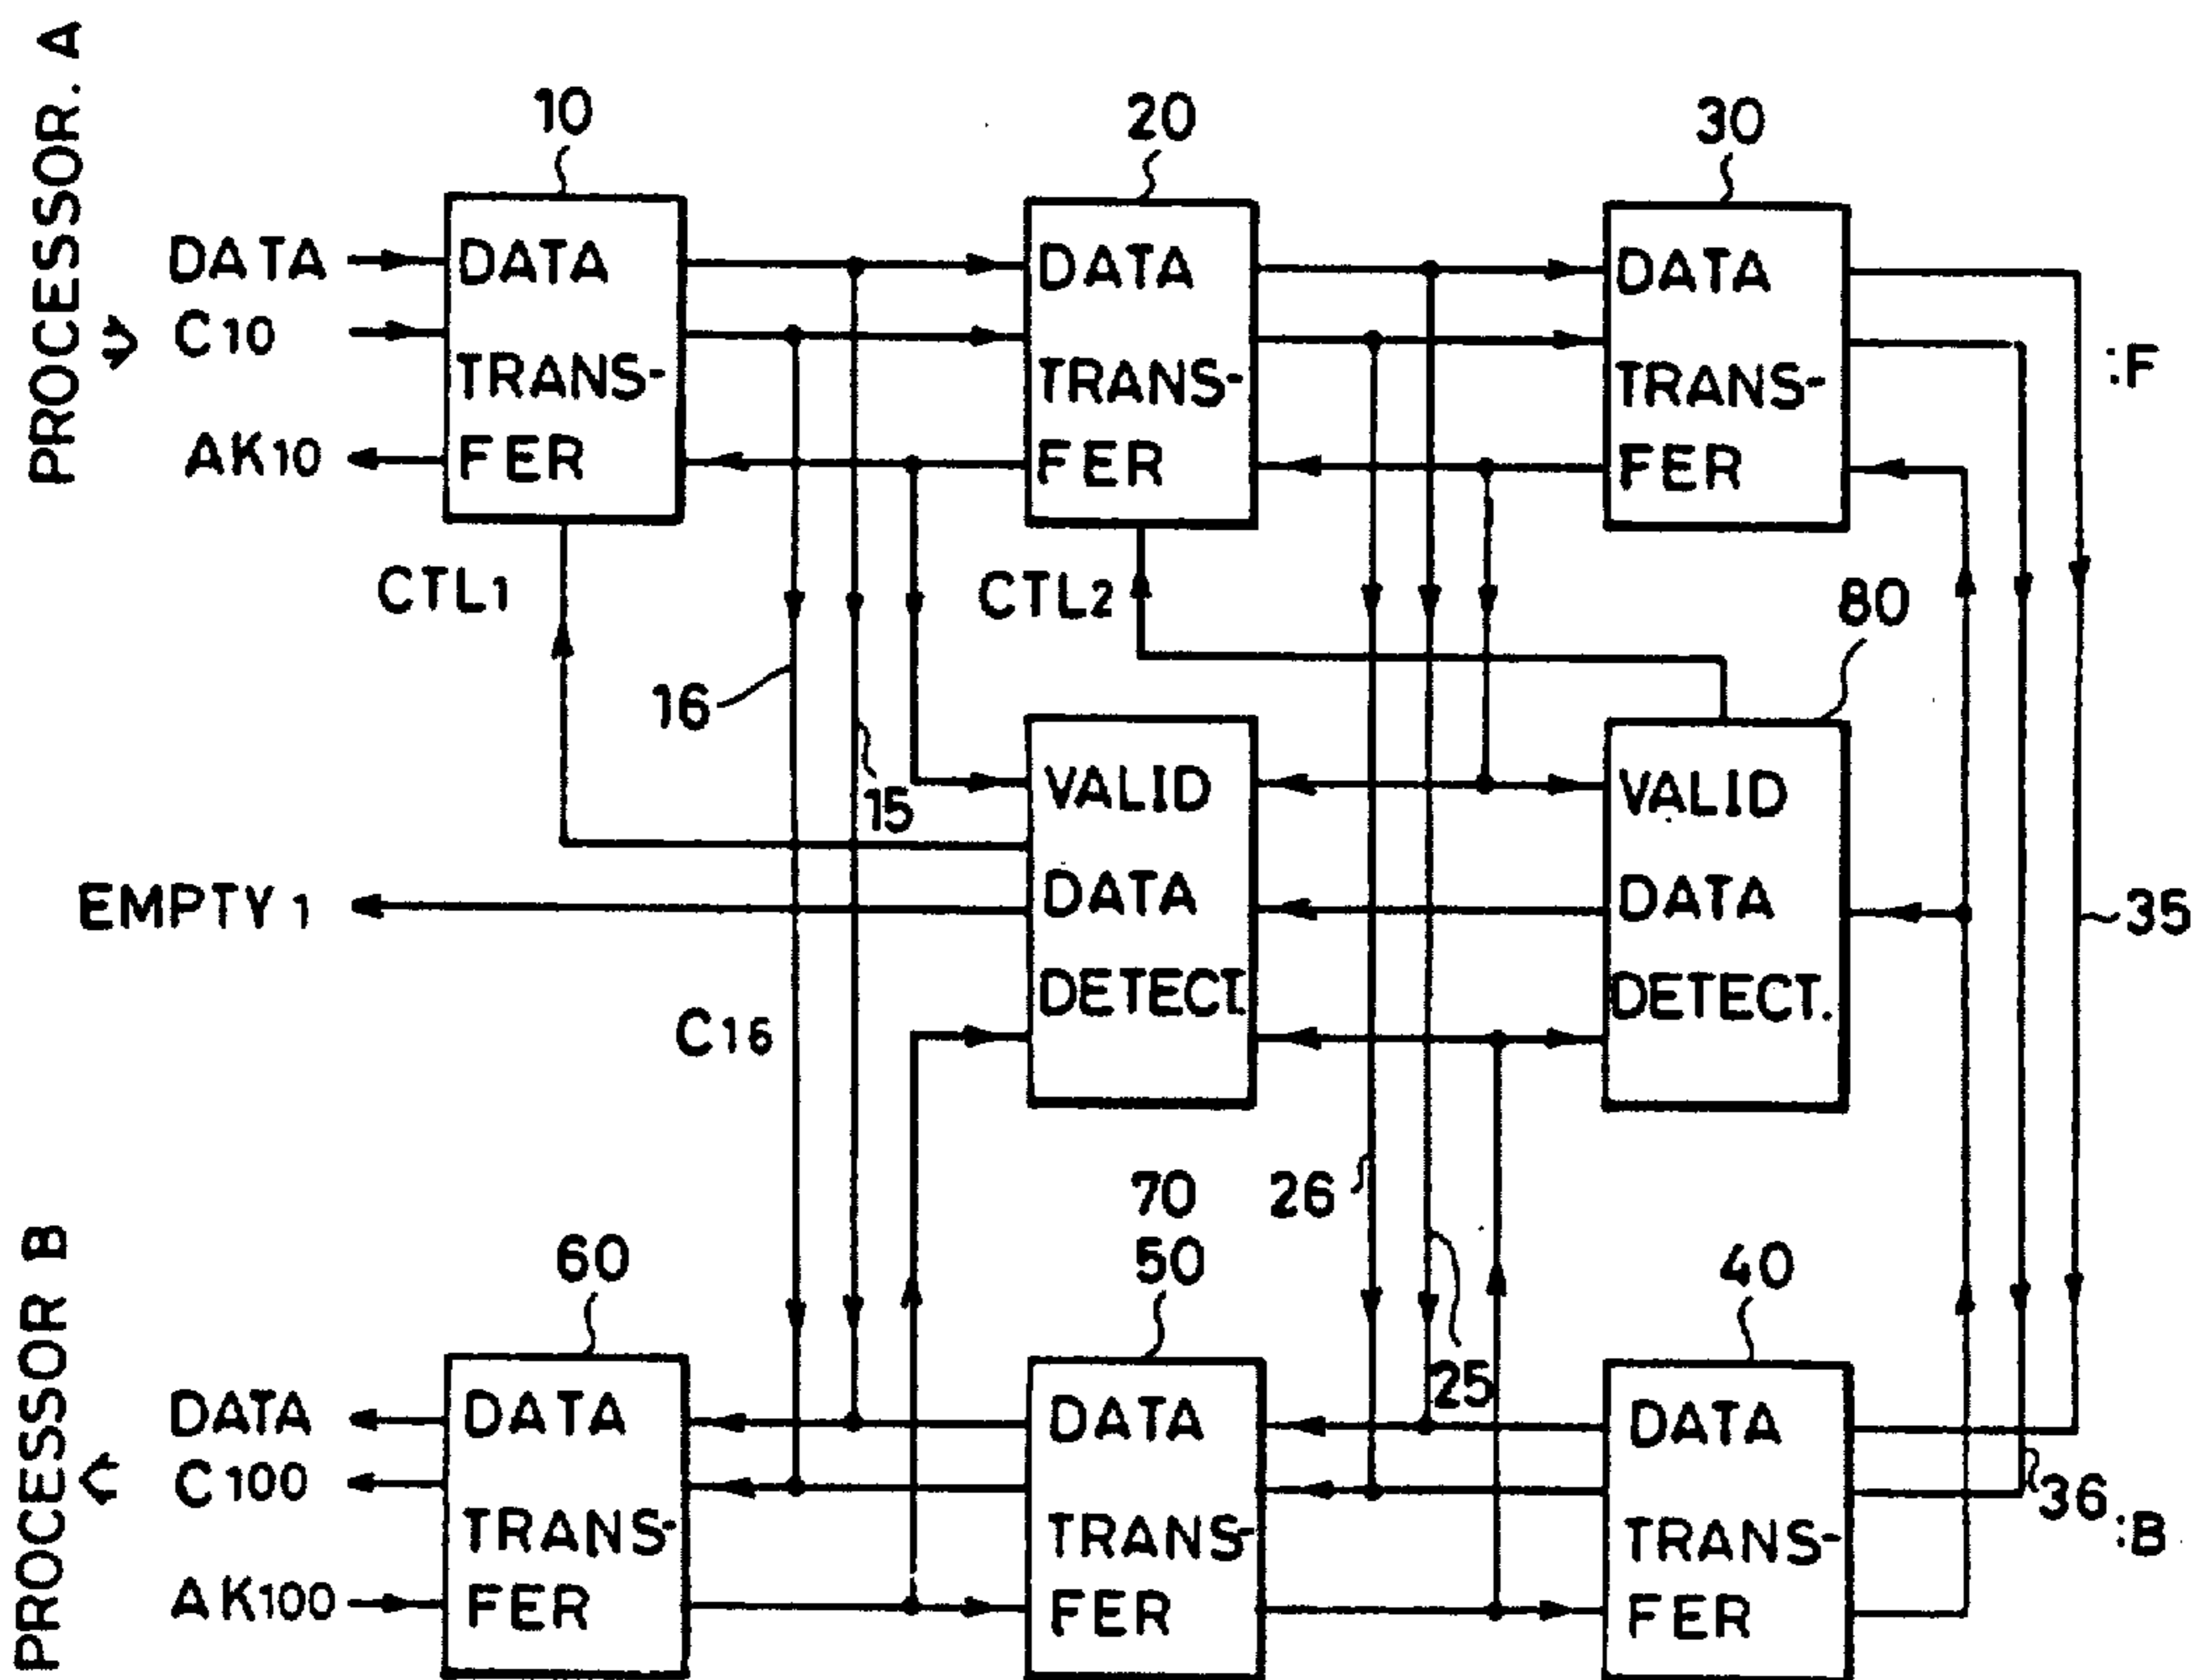 PROCESSOR. A
10
20
30
DATA
C10
AK10
DATA
TRANS-
FER
DATA
TRANS-
FER
DATA
TRANS-
FER
:F
CTL1
CTL2
80
16
15
VALID
DATA
DETECT.
VALID
DATA
DETECT.
EMPTY 1
35
C16
26
70
50
60
40
25
PROCESSOR B
DATA
C100
AK100
DATA
TRANS-
FER
DATA
TRANS-
FER
DATA
TRANS-
FER
36
:B